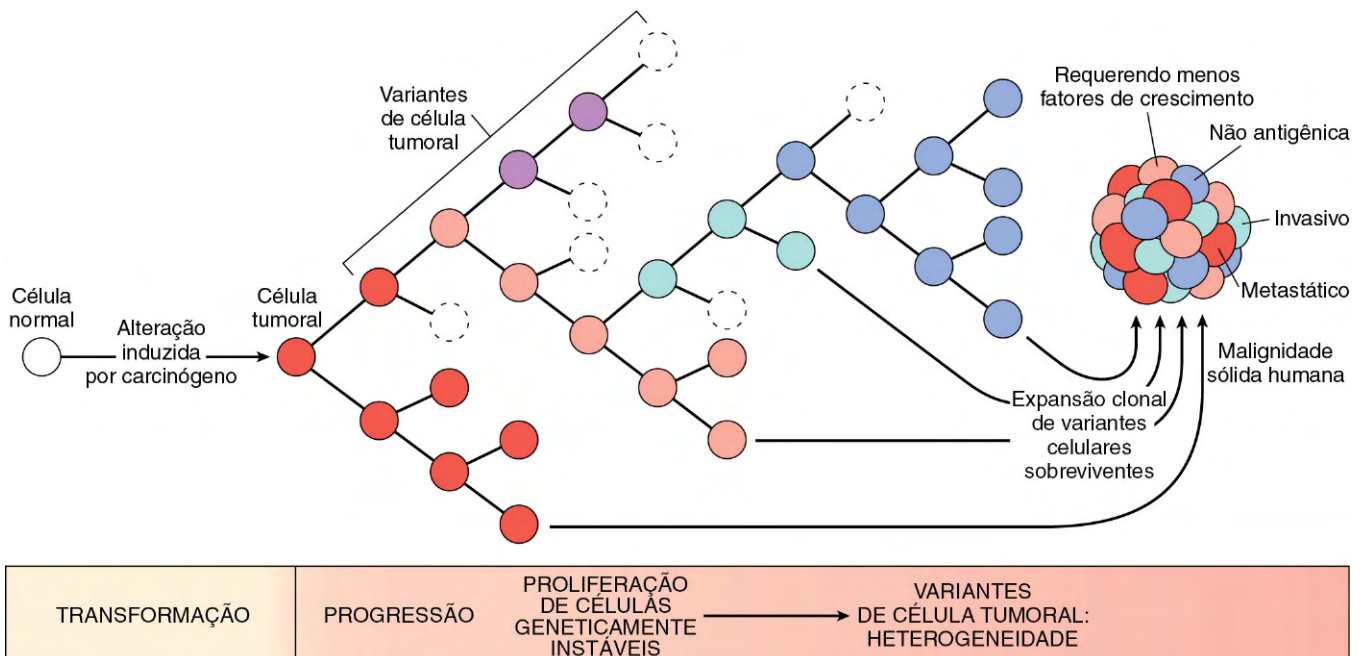 Variantes
de célula
tumoral
Requerendo menos
fatores de crescimento
Não antigênica
Invasivo
Metastático
Célula
normal
Alteração
induzida
por carcinógeno
Célula
tumoral
Malignidade
sólida humana
Expansão clonal
de variantes
celulares
sobreviventes
TRANSFORMAÇÃO
PROGRESSÃO
PROLIFERAÇÃO
DE CÉLULAS
GENETICAMENTE
INSTÁVEIS
VARIANTES
DE CÉLULA TUMORAL:
HETEROGENEIDADE